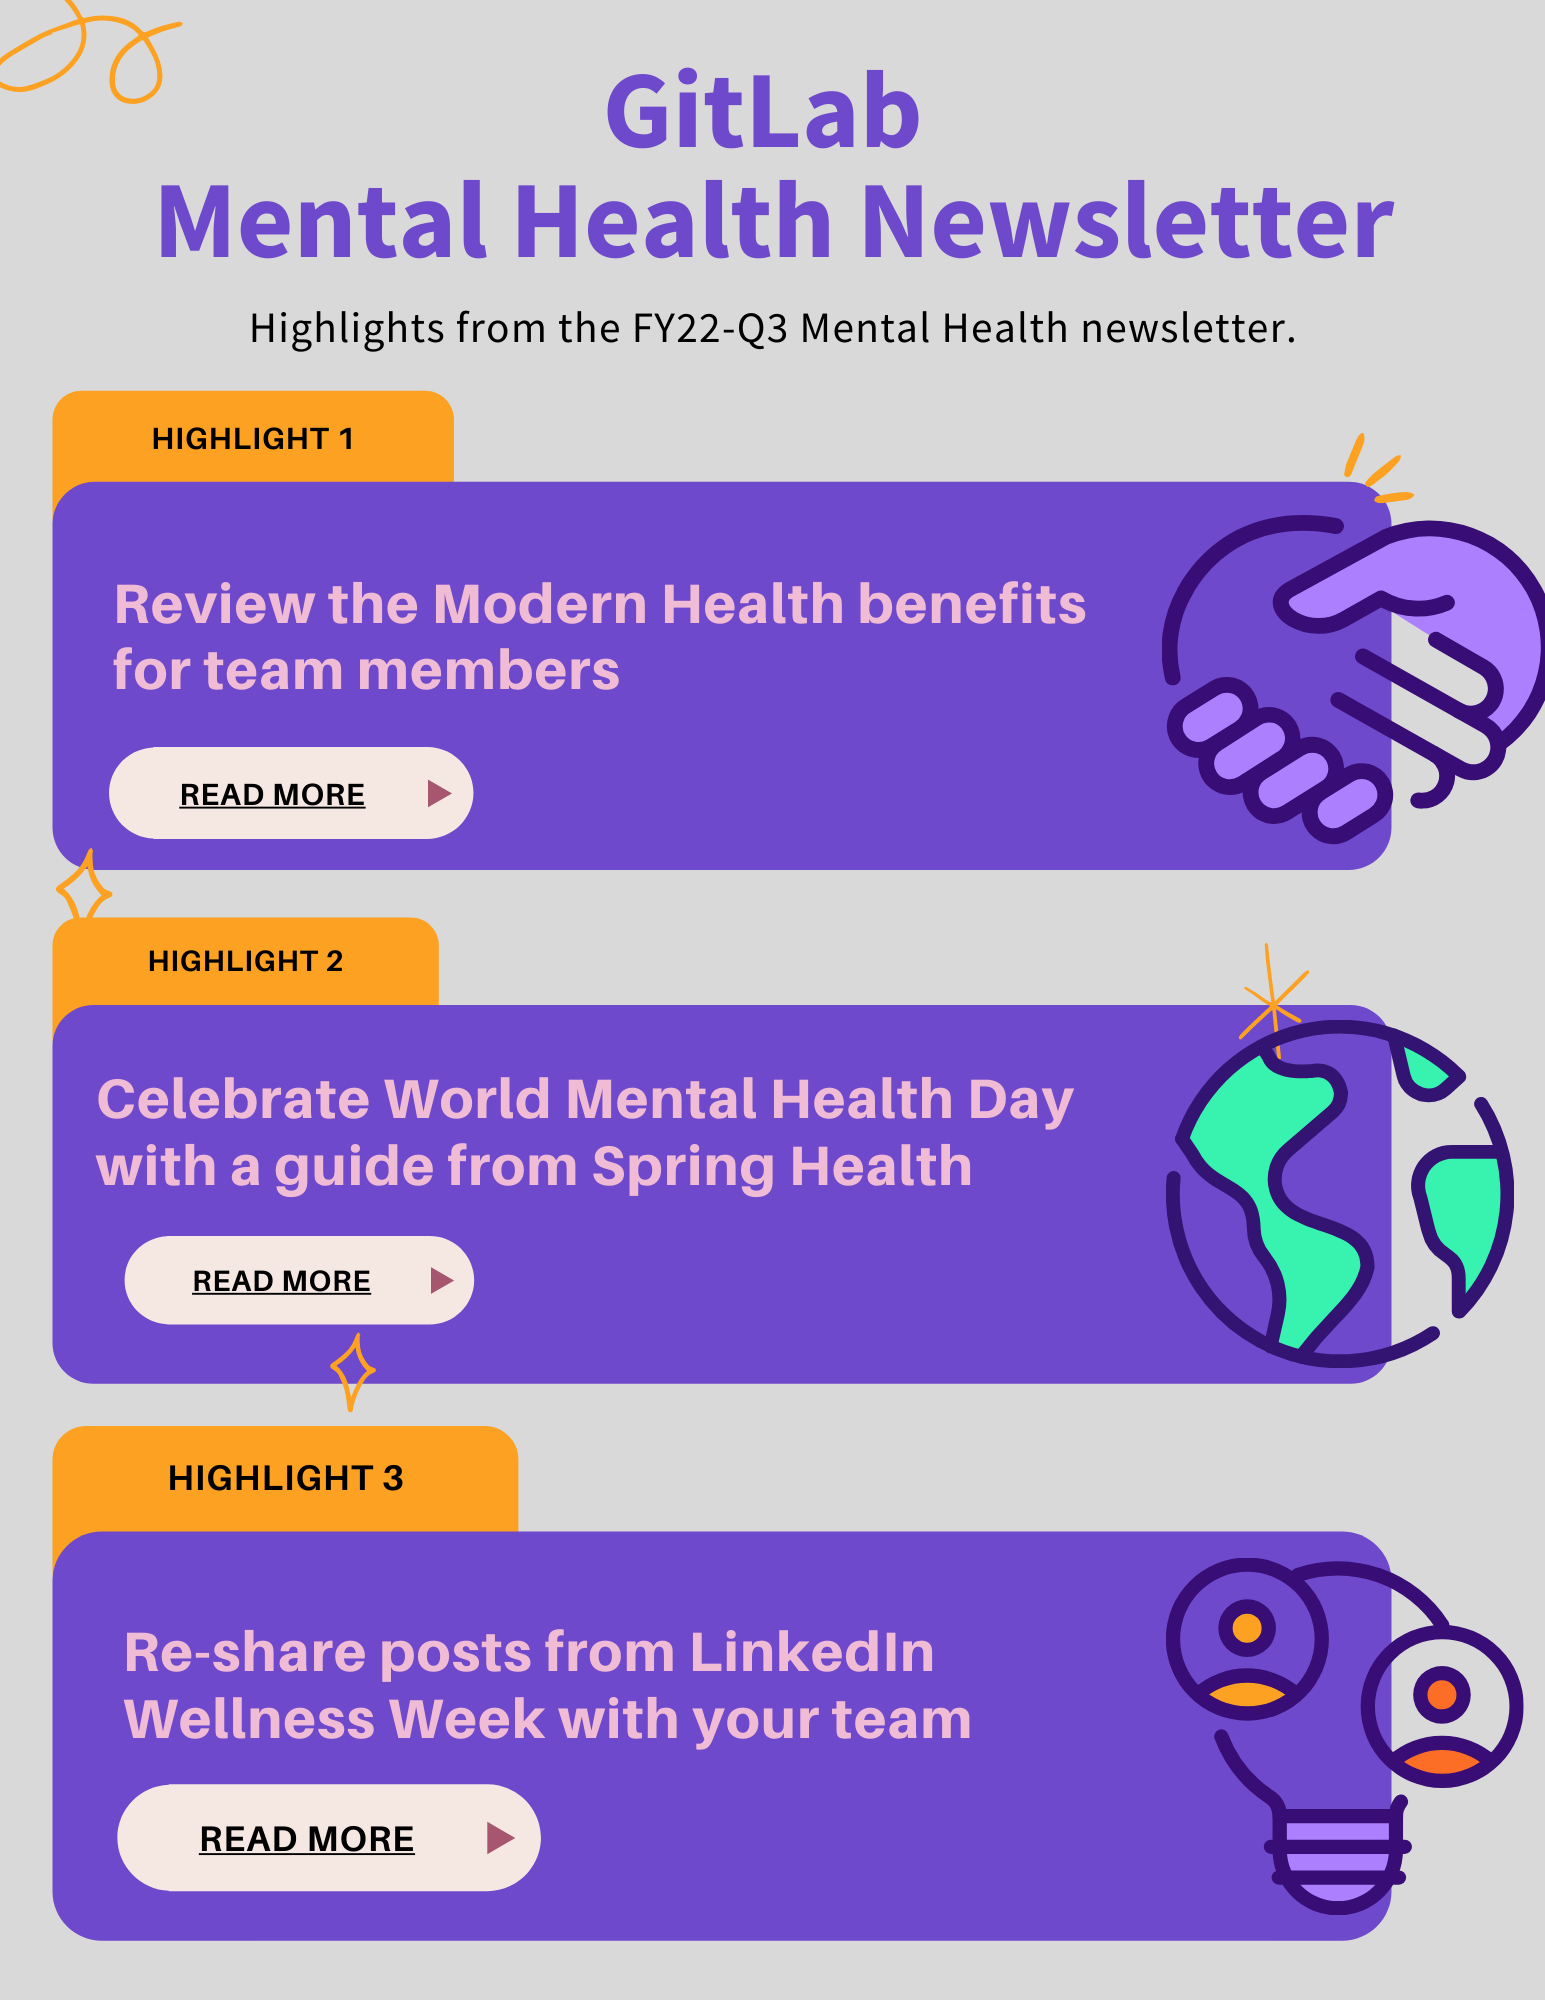 GitLab
Mental Health Newsletter
Highlights from the FY22-Q3 Mental Health newsletter.
HIGHLIGHT 1
Review the Modern Health benefits
for team members
READ MORE
HIGHLIGHT 2
Celebrate World Mental Health Day
with a guide from Spring Health
READ MORE
HIGHLIGHT 3
Re-share posts from LinkedIn
Wellness Week with your team
READ MORE